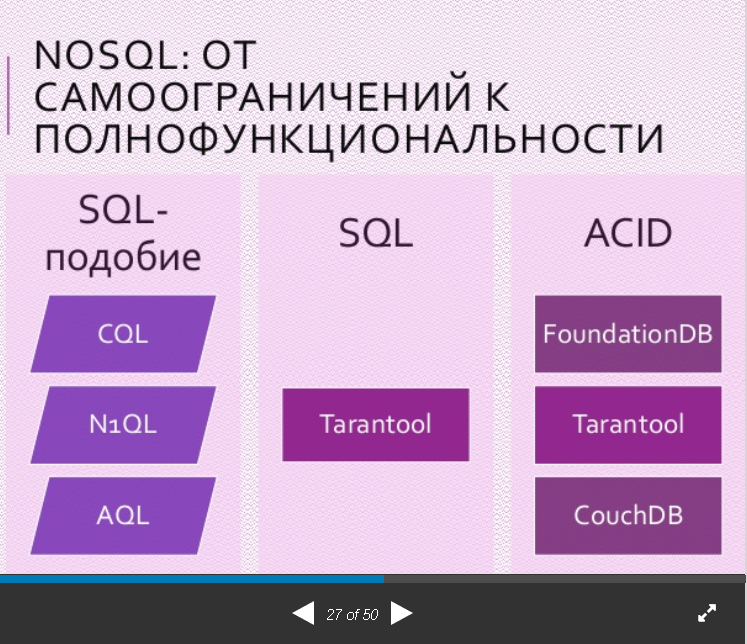 NOSQL: ОТ
САМООГРАНИЧЕНИЙ К
ПОЛНОФУНКЦИОНАЛЬНОСТИ
SQL-
подобие
CQL
N1QL
AQL
SQL
Tarantool
ACID
FoundationDB
Tarantool
CouchDB
27 of 50